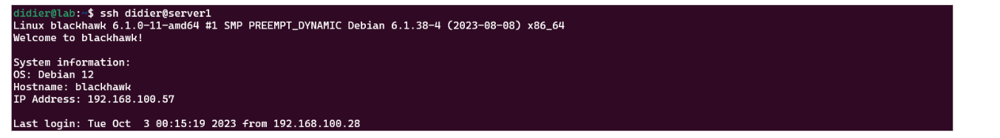 didier@lab:~$ ssh didier@server1
Linux blackhawk 6.1.0-11-amd64 #1 SMP PREEMPT_DYNAMIC Debian 6.1.38-4 (2023-08-08) x86_64
Welcome to blackhawk!

System information:
OS: Debian 12
Hostname: blackhawk
IP Address: 192.168.100.57

Last login: Tue Oct  3 00:15:19 2023 from 192.168.100.28